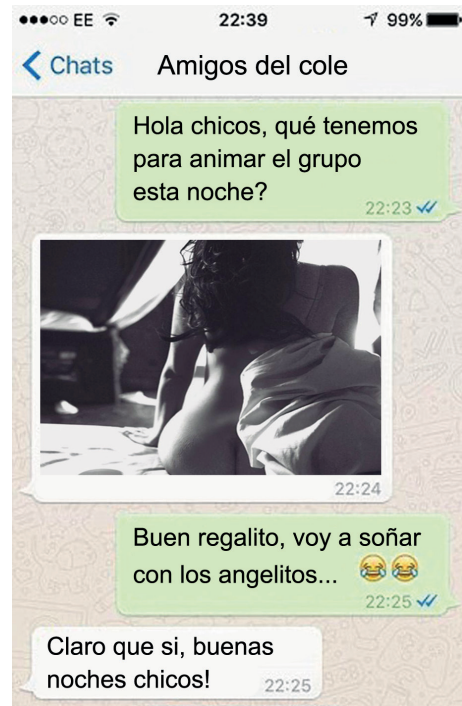 EE 22:39 99%
Chats Amigos del cole
Hola chicos, qué tenemos
para animar el grupo
esta noche?
22:23
22:24
Buen regalito, voy a soñar
con los angelitos... 😂😂
22:25
Claro que si, buenas
noches chicos!
22:25